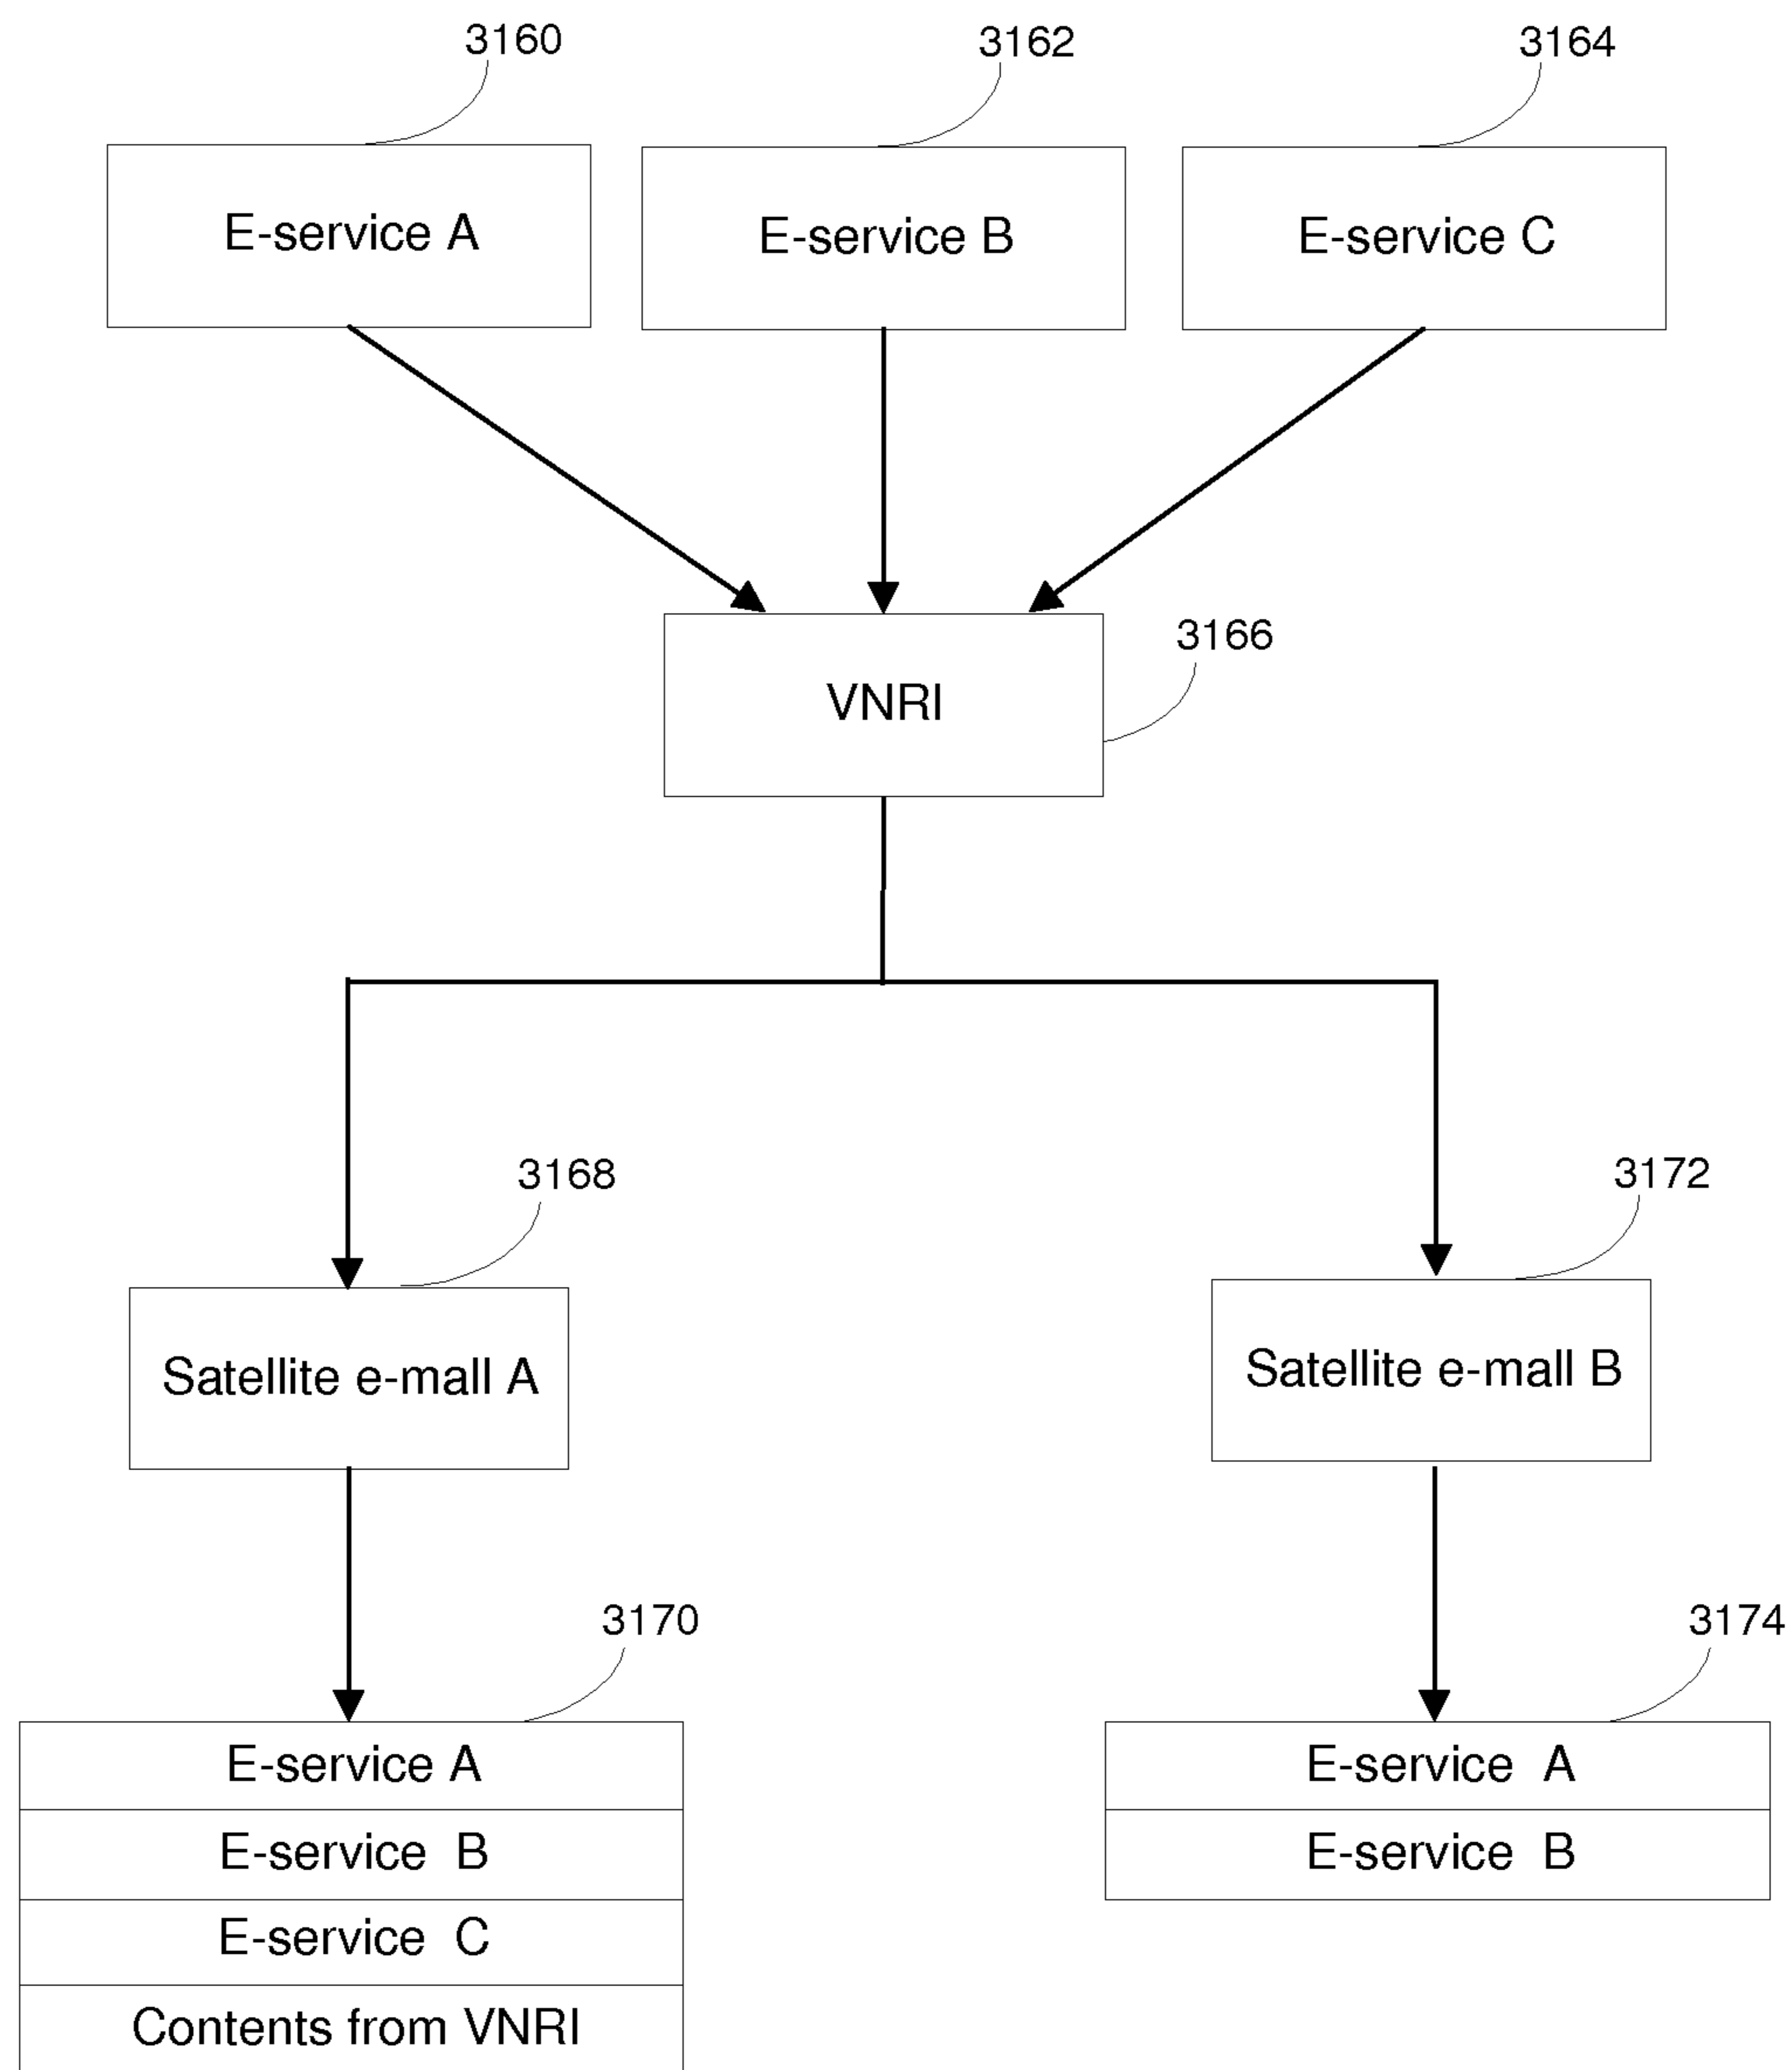 3160
3162
3164
E-service A
E-service B
E-service C
3166
VNRI
3168
3172
Satellite e-mall A
Satellite e-mall B
3170
3174
E-service A
E-service B
E-service C
Contents from VNRI
E-service A
E-service B